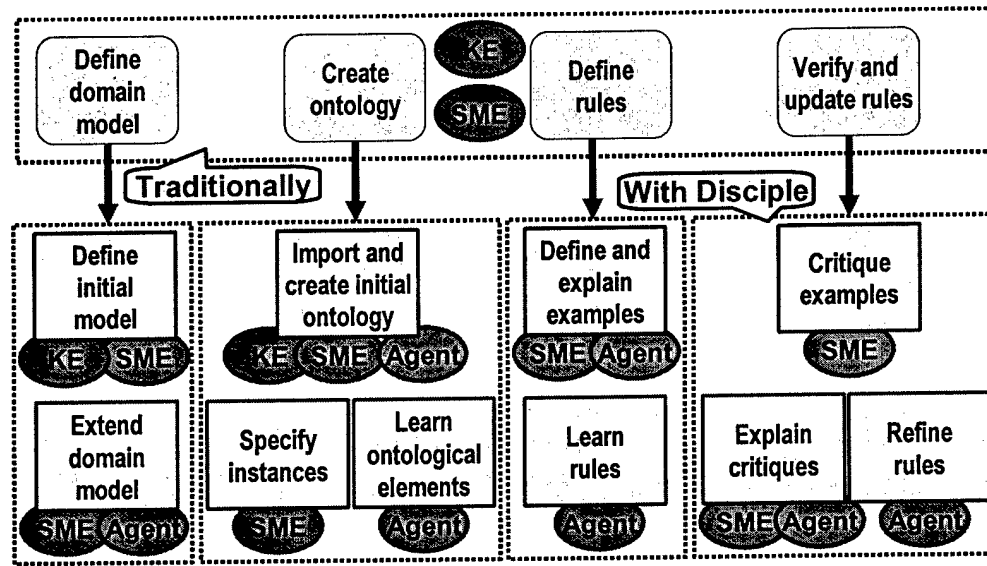 Define
domain
model
Create
ontology
KE
SME
Define
rules
Verify and
update rules
Traditionally
With Disciple
Define
initial
model
KE
SME
Import and
create initial
ontology
KE
SME
Agent
Define and
explain
examples
SME
Agent
Critique
examples
SME
Extend
domain
model
SME
Agent
Specify
instances
SME
Learn
ontological
elements
Agent
Learn
rules
Agent
Explain
critiques
SME
Agent
Refine
rules
Agent